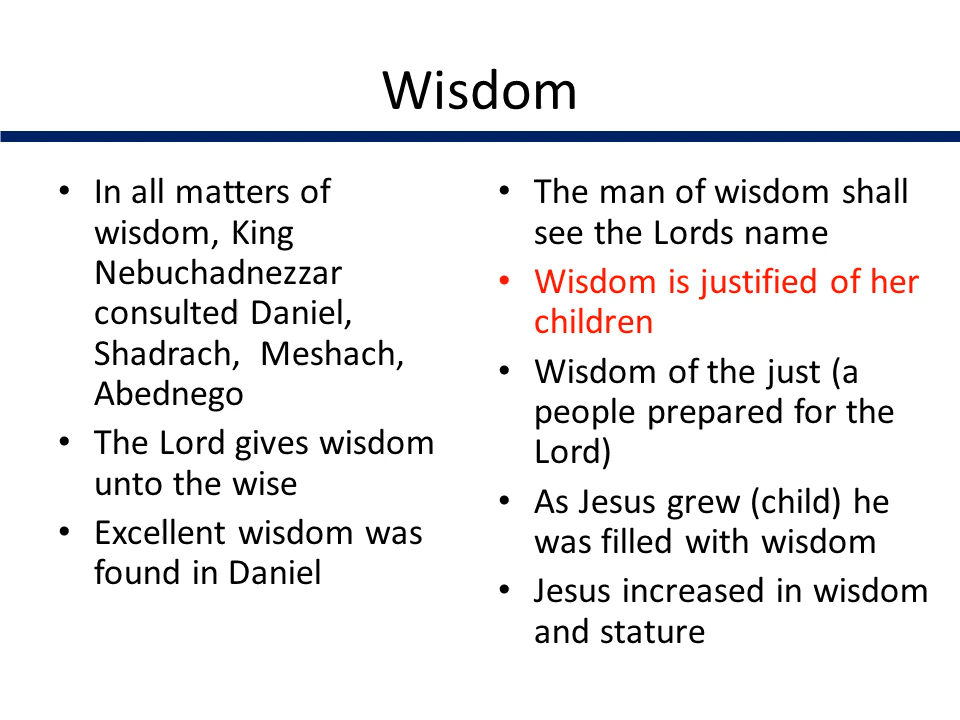 Wisdom
• In all matters of
wisdom, King
Nebuchadnezzar
consulted Daniel,
Shadrach,  Meshach,
Abednego
• The Lord gives wisdom
unto the wise
• Excellent wisdom was
found in Daniel
• The man of wisdom shall
see the Lords name
• Wisdom is justified of her
children
• Wisdom of the just (a
people prepared for the
Lord)
• As Jesus grew (child) he
was filled with wisdom
• Jesus increased in wisdom
and stature